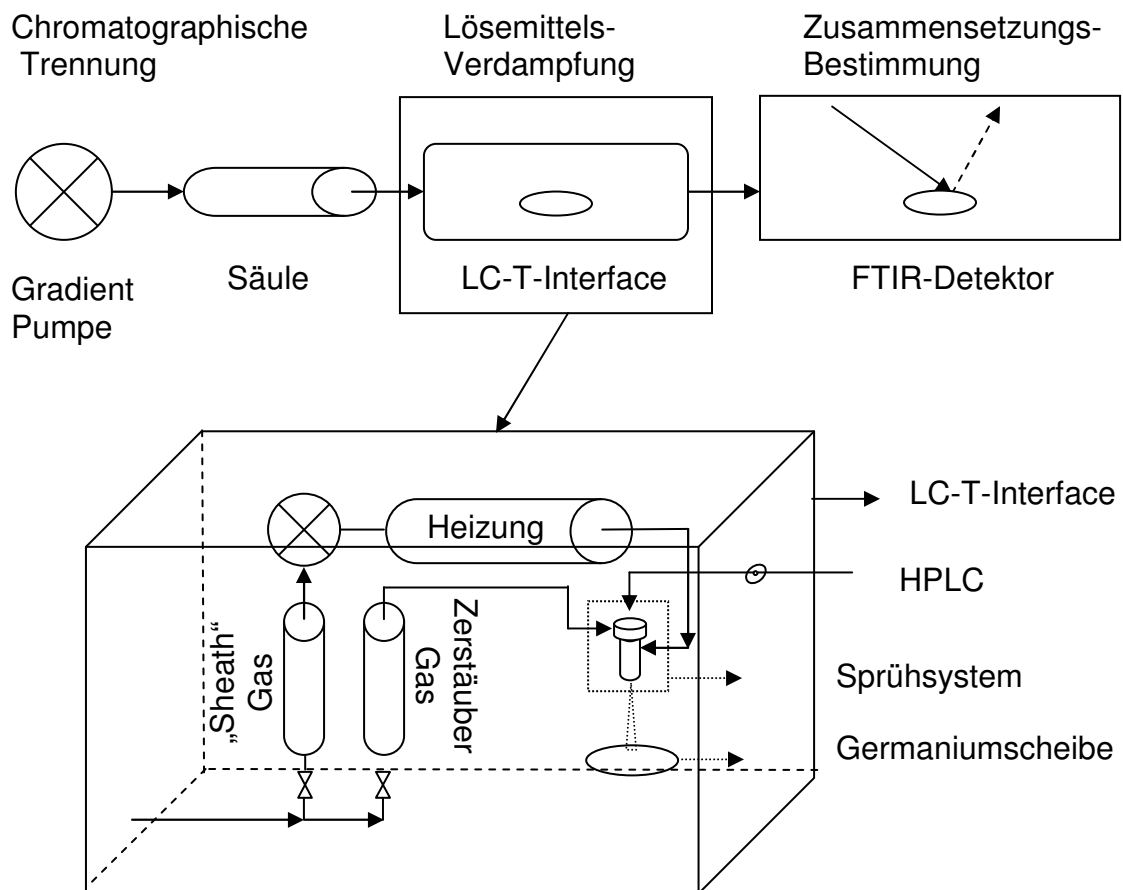 Chromatographische
Trennung
Lösemittels-
Verdampfung
Zusammensetzungs-
Bestimmung
Gradient
Pumpe
Säule
LC-T-Interface
FTIR-Detektor
Heizung
LC-T-Interface
HPLC
„Sheath“
Gas
Zerstäuber
Gas
Sprühsystem
Germaniumscheibe